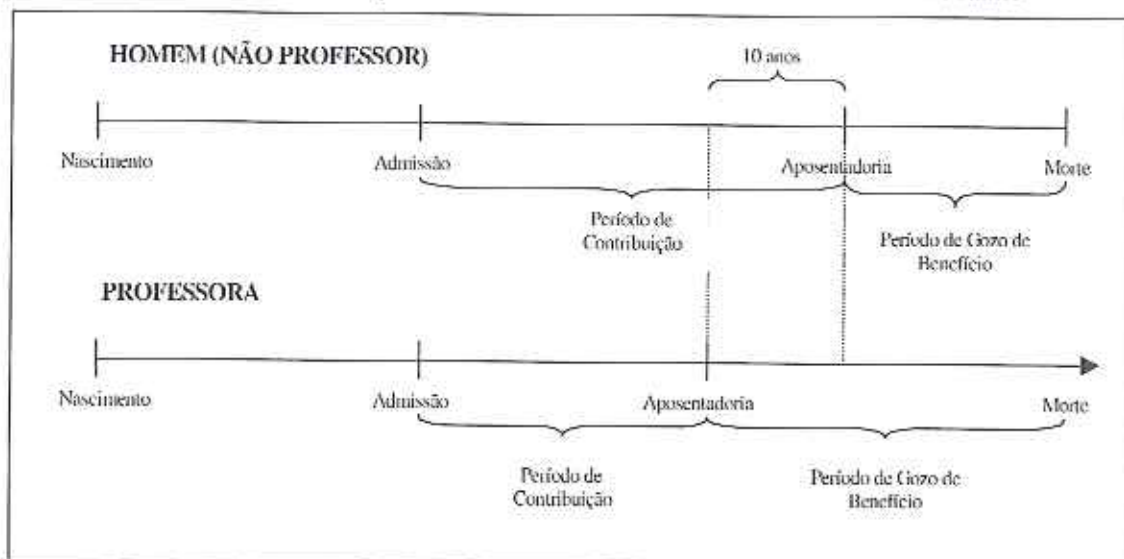 HOMEM (NÃO PROFESSOR)
10 anos
Nascimento
Admissão
Aposentadoria
Morte
Período de
Contribuição
Período de Gozo de
Benefício
PROFESSORA
Nascimento
Admissão
Aposentadoria
Morte
Período de
Contribuição
Período de Gozo de
Benefício